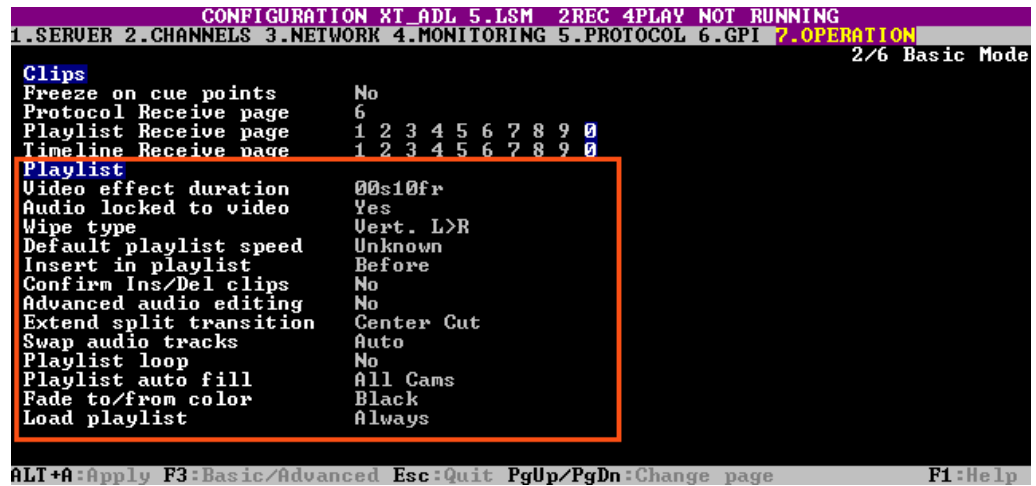 CONFIGURATION XT_ADL 5.LSM 2REC 4PLAY NOT RUNNING
1.SERVER 2.CHANNELS 3.NETWORK 4.MONITORING 5.PROTOCOL 6.GPI 7.OPERATION
2/6 Basic Mode
Clips
Freeze on cue points No
Protocol Receive page 6
Playlist Receive page 1 2 3 4 5 6 7 8 9 0
Timeline Receive page 1 2 3 4 5 6 7 8 9 0
Playlist
Video effect duration 00s10fr
Audio locked to video Yes
Wipe type Vert. L>R
Default playlist speed Unknown
Insert in playlist Before
Confirm Ins/Del clips No
Advanced audio editing No
Extend split transition Center Cut
Swap audio tracks Auto
Playlist loop No
Playlist auto fill All Cams
Fade to/from color Black
Load playlist Always
ALT+A:Apply F3:Basic/Advanced Esc:Quit PgUp/PgDn:Change page F1:Help